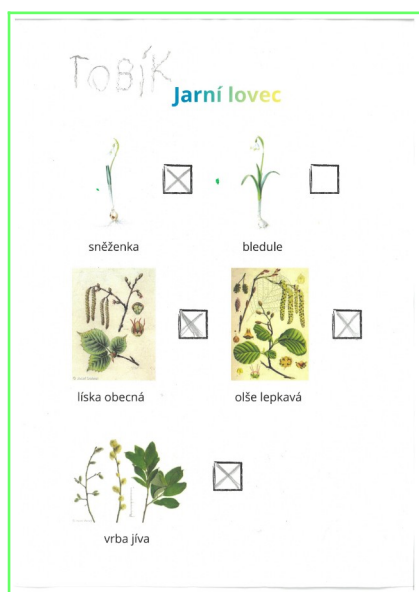 TOBÍK
Jarní lovec
sněženka
bledule
líska obecná
olše lepkavá
vrba jíva